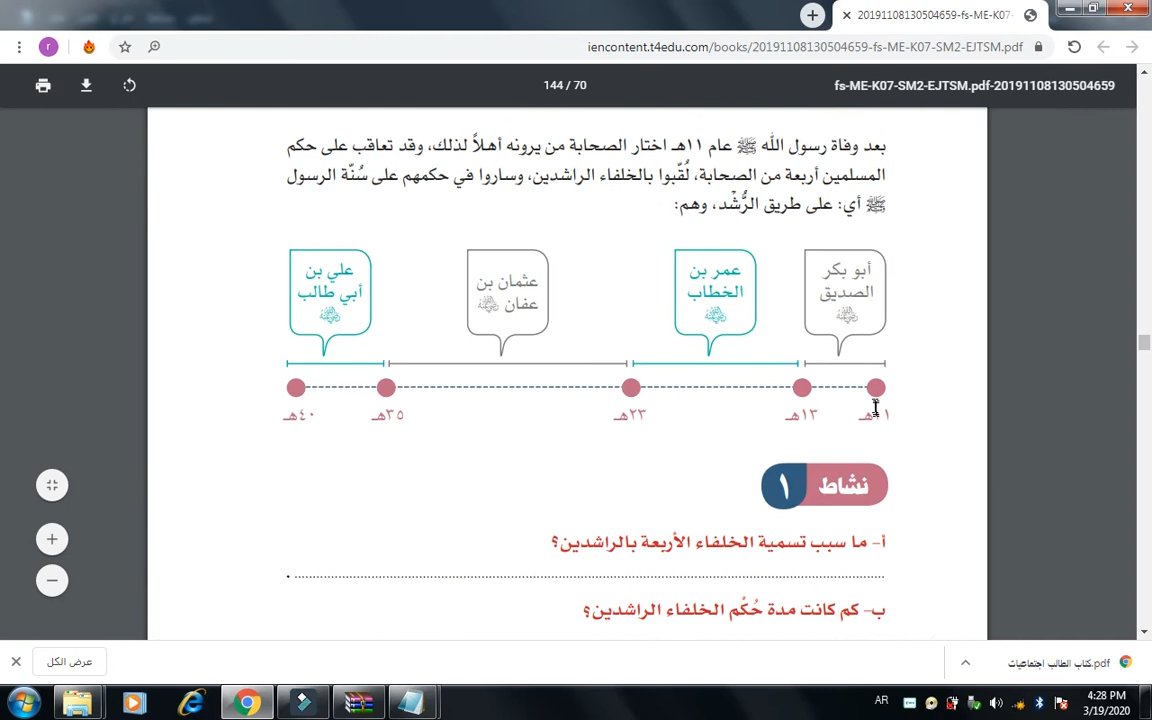 20191108130504659-fs-ME-K07-
r
iencontent.t4edu.com/books/20191108130504659-fs-ME-K07-SM2-EJTSM.pdf
144 / 70
fs-ME-K07-SM2-EJTSM.pdf-20191108130504659
بعد وفاة رسول الله ﷺ عام ١١هـ اختار الصحابة من يرونه أهلاً لذلك، وقد تعاقب على حكم
المسلمين أربعة من الصحابة، لُقّبوا بالخلفاء الراشدين، وساروا في حكمهم على سُنّة الرسول
ﷺ أي: على طريق الرُّشْد، وهم:
أبو بكر
الصديق
عمر بن
الخطاب
عثمان بن
عفان
علي بن
أبي طالب
١١هـ
١٣هـ
٢٣هـ
٣٥هـ
٤٠هـ
نشاط ١
أ- ما سبب تسمية الخلفاء الأربعة بالراشدين؟
ب- كم كانت مدة حُكْم الخلفاء الراشدين؟
عرض الكل
كتاب الطالب اجتماعيات.pdf
AR
4:28 PM
3/19/2020